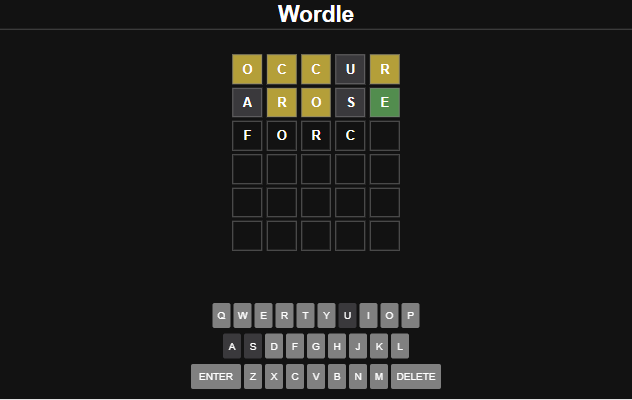 Wordle
O C C U R
A R O S E
F O R C
Q W E R T Y U I O P
A S D F G H J K L
ENTER Z X C V B N M DELETE